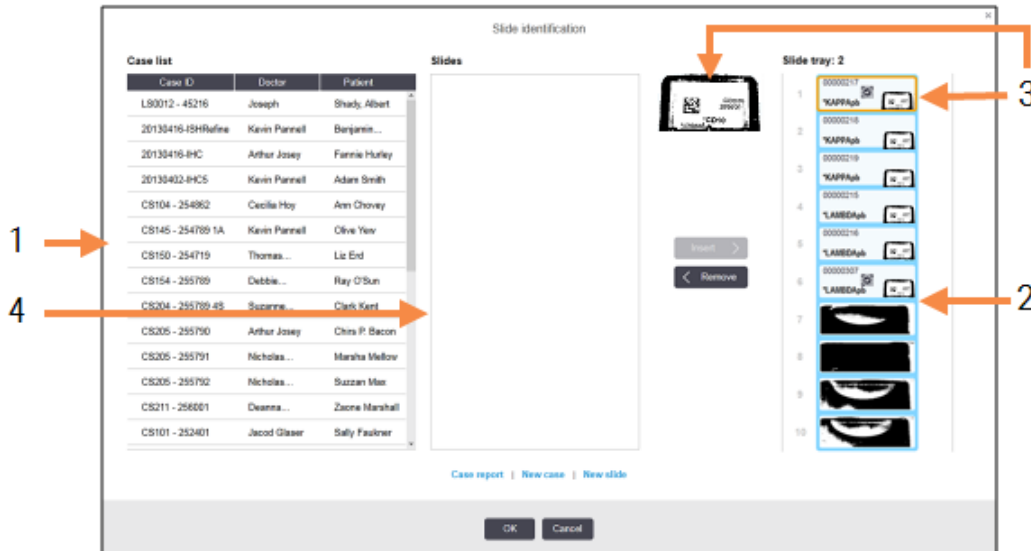 Slide identification
Case list
Slides
Slide tray: 2
Case ID Doctor Patient
LS0012 - 45216 Joseph Shady, Albert
20130416-ISHRefine Kevin Pannell Benjamin...
20130416-IHC Arthur Josey Fannie Hurley
20130402-IHC5 Kevin Pannell Adam Smith
CS104 - 254862 Cecilia Hoy Ann Chovey
CS145 - 254789 1A Kevin Pannell Olive Yew
CS150 - 254719 Thomas... Liz Erd
CS154 - 255789 Debbie... Ray O'Sun
CS204 - 255789 4S Suzanne... Clark Kent
CS205 - 255790 Arthur Josey Chirs P. Bacon
CS205 - 255791 Nicholas... Marsha Mellow
CS205 - 255792 Nicholas... Suzzan Max
CS211 - 256001 Deanna... Zaone Marshall
CS101 - 252401 Jacod Glaser Sally Faukner
*CD10
Insert >
< Remove
1 00000217
*KAPPApb
2 00000218
*KAPPApb
3 00000219
*KAPPApb
4 00000215
*LAMBDApb
5 00000216
*LAMBDApb
6 00000307
*LAMBDApb
7
8
9
10
Case report | New case | New slide
OK Cancel
1
4
3
2